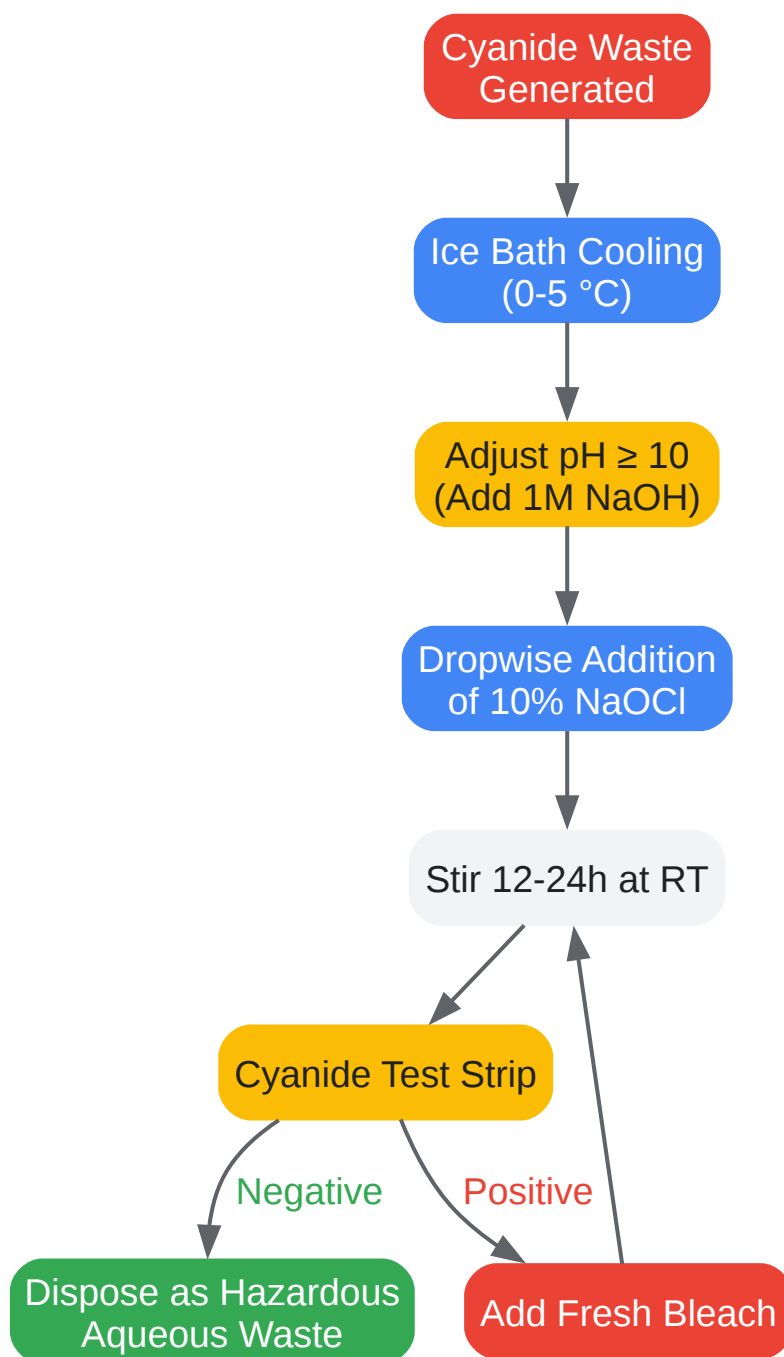 Cyanide Waste
Generated
Ice Bath Cooling
(0-5 °C)
Adjust pH ≥ 10
(Add 1M NaOH)
Dropwise Addition
of 10% NaOCl
Stir 12-24h at RT
Cyanide Test Strip
Negative
Positive
Dispose as Hazardous
Aqueous Waste
Add Fresh Bleach